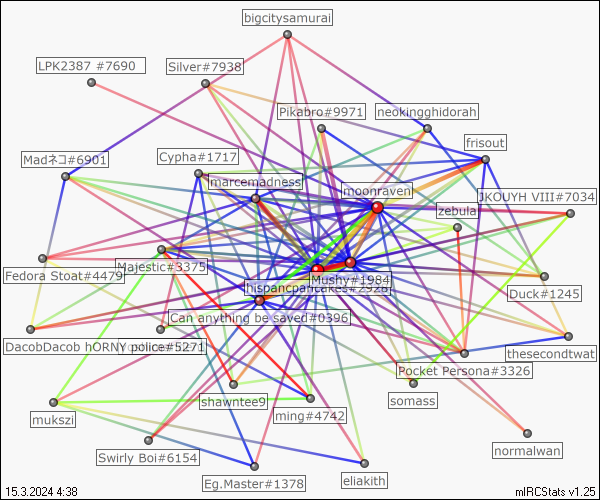 bigcitysamurai
LPK2387 #7690
Silver#7938
Pikabro#9971
neokingghidorah
frisout
Madネコ#6901
Cypha#1717
marcemadness
moonraven
JKOUYH VIII#7034
zebula
Fedora Stoat#4479
Majestic#3375
Mushy#1984
hispancpancakes#2926
Duck#1245
Can anything be saved#0396
DacobDacob hORNY police#5271
thesecondtwat
Pocket Persona#3326
shawntee9
somass
mukszi
ming#4742
normalwan
Swirly Boi#6154
Eg.Master#1378
eliakith
15.3.2024 4:38
mIRCStats v1.25